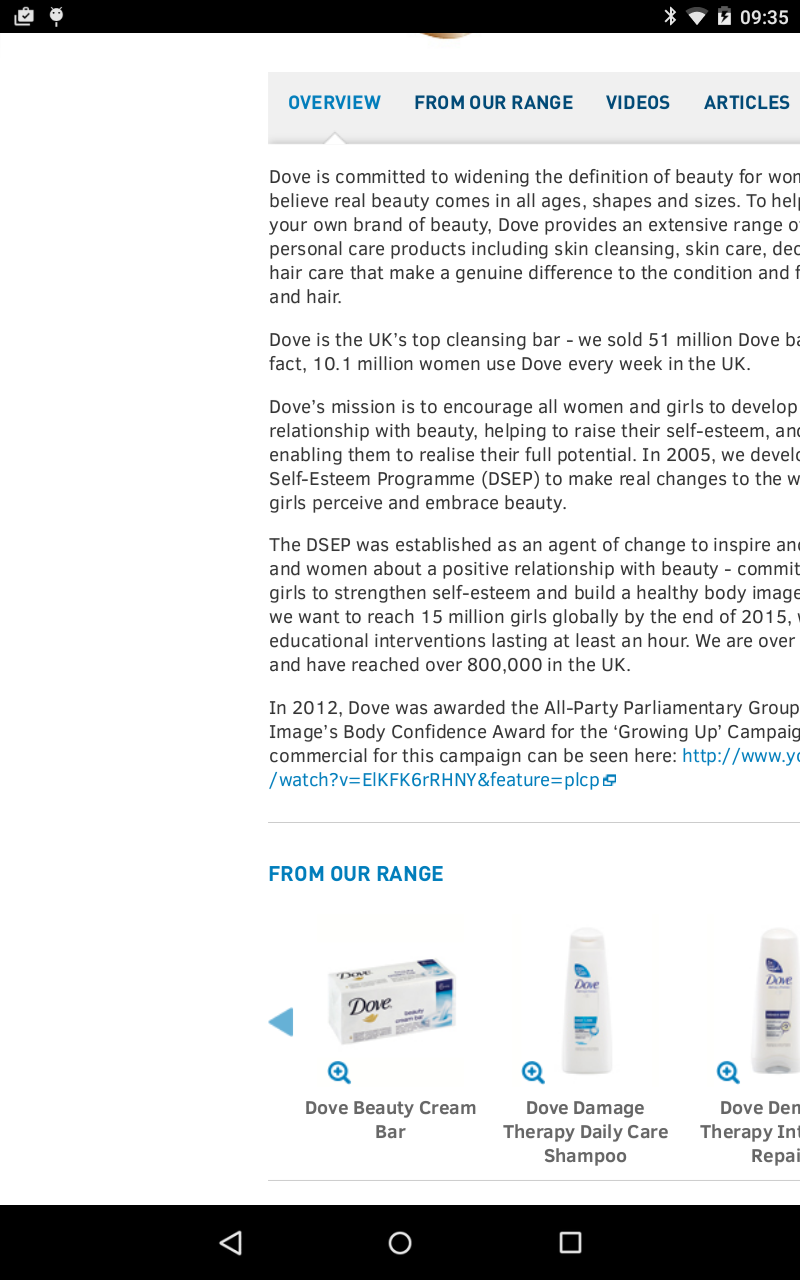 09:35
OVERVIEW FROM OUR RANGE VIDEOS ARTICLES
Dove is committed to widening the definition of beauty for
believe real beauty comes in all ages, shapes and sizes. To
your own brand of beauty, Dove provides an extensive range
personal care products including skin cleansing, skin care,
hair care that make a genuine difference to the condition and
and hair.
Dove is the UK's top cleansing bar - we sold 51 million Dove
fact, 10.1 million women use Dove every week in the UK.
Dove's mission is to encourage all women and girls to develop
relationship with beauty, helping to raise their self-esteem,
enabling them to realise their full potential. In 2005, we
Self-Esteem Programme (DSEP) to make real changes to the
girls perceive and embrace beauty.
The DSEP was established as an agent of change to inspire
and women about a positive relationship with beauty -
girls to strengthen self-esteem and build a healthy body image
we want to reach 15 million girls globally by the end of 2015,
educational interventions lasting at least an hour. We are over
and have reached over 800,000 in the UK.
In 2012, Dove was awarded the All-Party Parliamentary Group
Image's Body Confidence Award for the ‘Growing Up’
commercial for this campaign can be seen here: http://www.yo
/watch?v=ElKFK6rRHNY&feature=plcp
FROM OUR RANGE
Dove
beauty
cream bar
Dove
Dove
Dove Beauty Cream
Bar
Dove Damage
Therapy Daily Care
Shampoo
Dove
Therapy